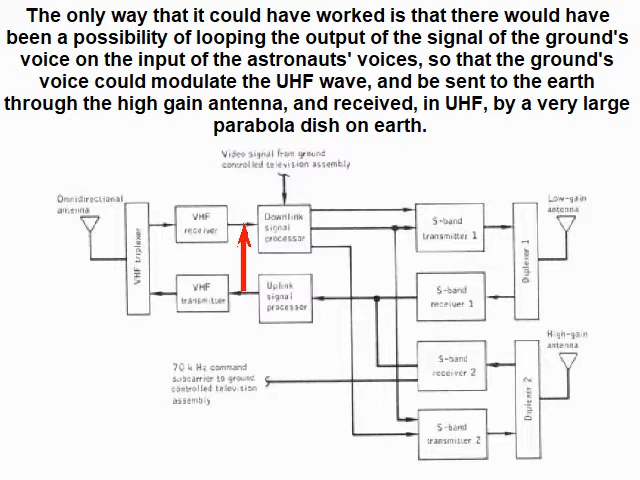 The only way that it could have worked is that there would have
been a possibility of looping the output of the signal of the ground's
voice on the input of the astronauts' voices, so that the ground's
voice could modulate the UHF wave, and be sent to the earth
through the high gain antenna, and received, in UHF, by a very large
parabola dish on earth.
Video signal from ground
controlled television assembly
Omnidirectional
antenna
VHF triplexer
VHF
receiver
Downlink
signal
processor
S-band
transmitter 1
Low-gain
antenna
Diplexer 1
VHF
transmitter
Uplink
signal
processor
S-band
receiver 1
High-gain
antenna
S-band
receiver 2
70 k Hz command
subcarrier to ground
controlled television
assembly
Diplexer 2
S-band
transmitter 2